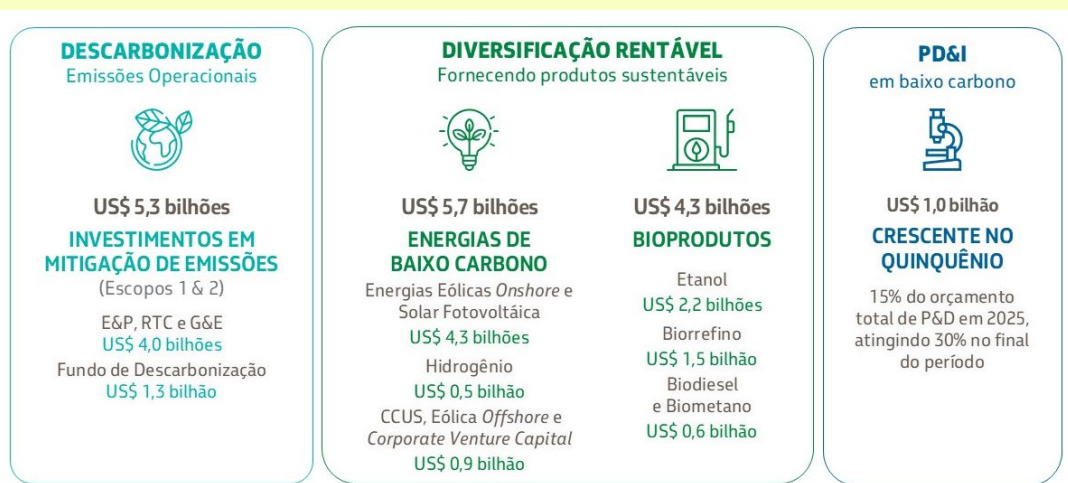 DESCARBONIZAÇÃO
Emissões Operacionais
US$ 5,3 bilhões
INVESTIMENTOS EM
MITIGAÇÃO DE EMISSÕES
(Escopos 1 & 2)
E&P, RTC e G&E
US$ 4,0 bilhões
Fundo de Descarbonização
US$ 1,3 bilhão
DIVERSIFICAÇÃO RENTÁVEL
Fornecendo produtos sustentáveis
US$ 5,7 bilhões
ENERGIAS DE
BAIXO CARBONO
Energias Eólicas Onshore e
Solar Fotovoltáica
US$ 4,3 bilhões
Hidrogênio
US$ 0,5 bilhão
CCUS, Eólica Offshore e
Corporate Venture Capital
US$ 0,9 bilhão
US$ 4,3 bilhões
BIOPRODUTOS
Etanol
US$ 2,2 bilhões
Biorrefino
US$ 1,5 bilhão
Biodiesel
e Biometano
US$ 0,6 bilhão
PD&I
em baixo carbono
US$ 1,0 bilhão
CRESCENTE NO
QUINQUÊNIO
15% do orçamento
total de P&D em 2025,
atingindo 30% no final
do período